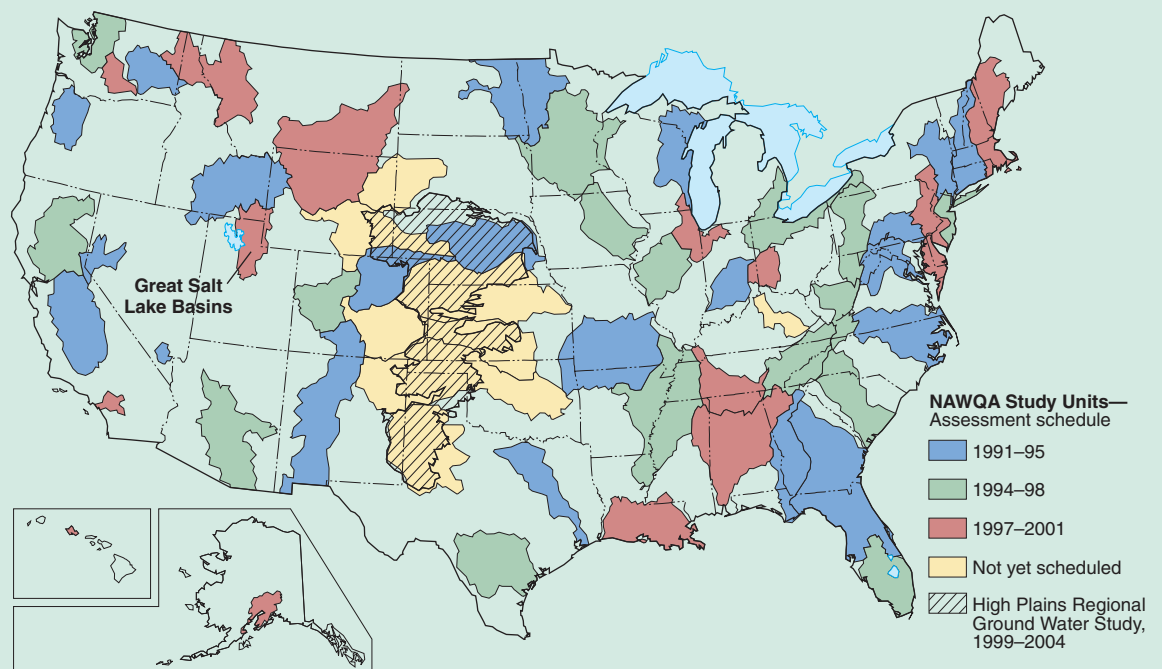 Great Salt
Lake Basins
NAWQA Study Units—
Assessment schedule
1991–95
1994–98
1997–2001
Not yet scheduled
High Plains Regional
Ground Water Study,
1999–2004